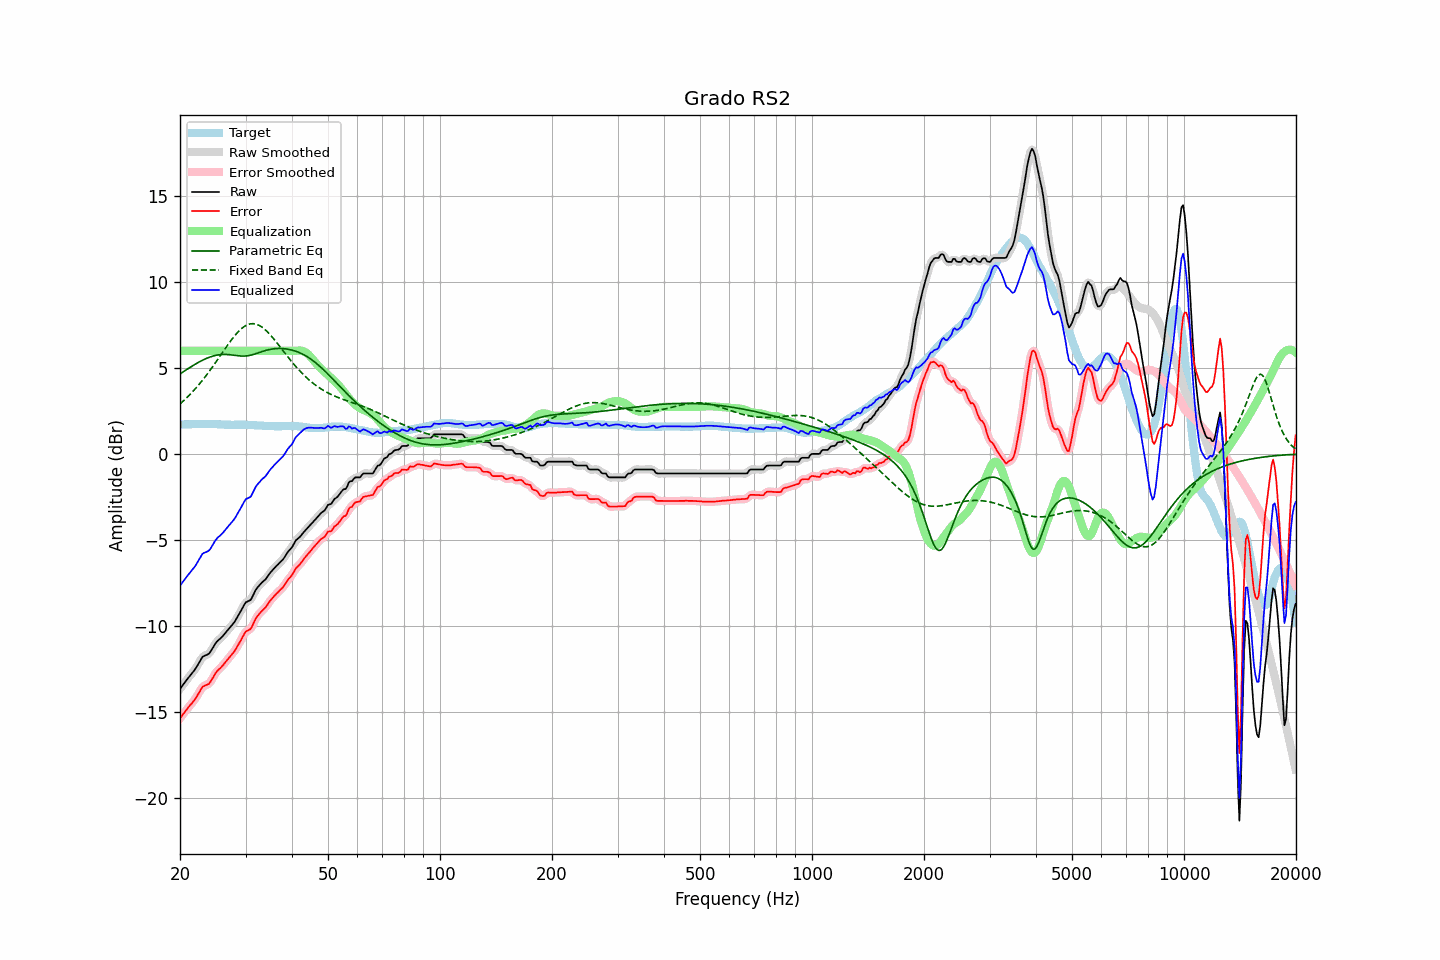 Grado RS2
Target
Raw Smoothed
Error Smoothed
Raw
Error
Equalization
Parametric Eq
Fixed Band Eq
Equalized
Amplitude (dBr)
15
10
5
0
−5
−10
−15
−20
20
50
100
200
500
1000
2000
5000
10000
20000
Frequency (Hz)